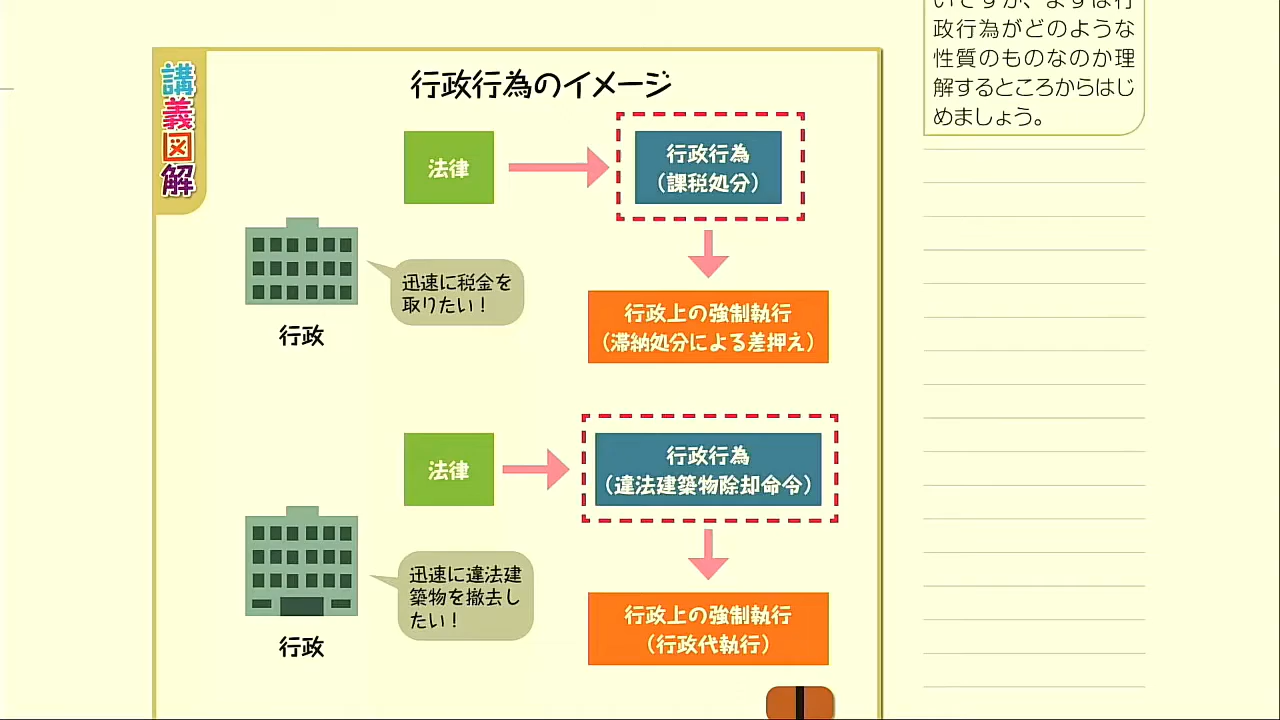 いですが、まずは行
政行為がどのような
性質のものなのか理
解するところからはじ
めましょう。
講義図解
行政行為のイメージ
法律
行政行為
（課税処分）
迅速に税金を
取りたい！
行政
行政上の強制執行
（滞納処分による差押え）
法律
行政行為
（違法建築物除却命令）
迅速に違法建
築物を撤去し
たい！
行政
行政上の強制執行
（行政代執行）